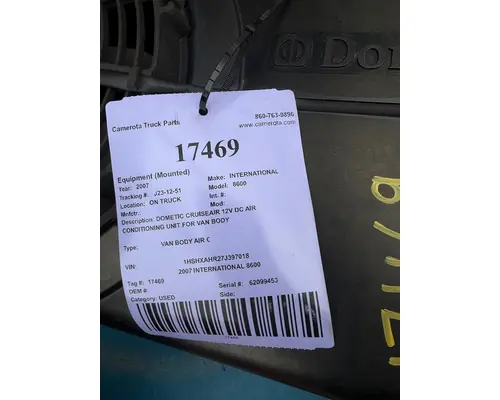 DOM
Camerota Truck Parts
860-763-0896
www.camerota.com
17469
Equipment (Mounted)
Year: 2007
Make: INTERNATIONAL
Tracking #: J23-12-51
Model: 8600
Location: ON TRUCK
Int. #:
Mnfctr.:
Mod:
Description: DOMETIC CRUISEAIR 12V DC AIR
CONDITIONING UNIT FOR VAN BODY
Type: VAN BODY AIR C
VIN: 1HSHXAHR27J397018
2007 INTERNATIONAL 8600
Tag #: 17469
Serial #: 62099453
OEM #:
Side:
Category: USED
17469